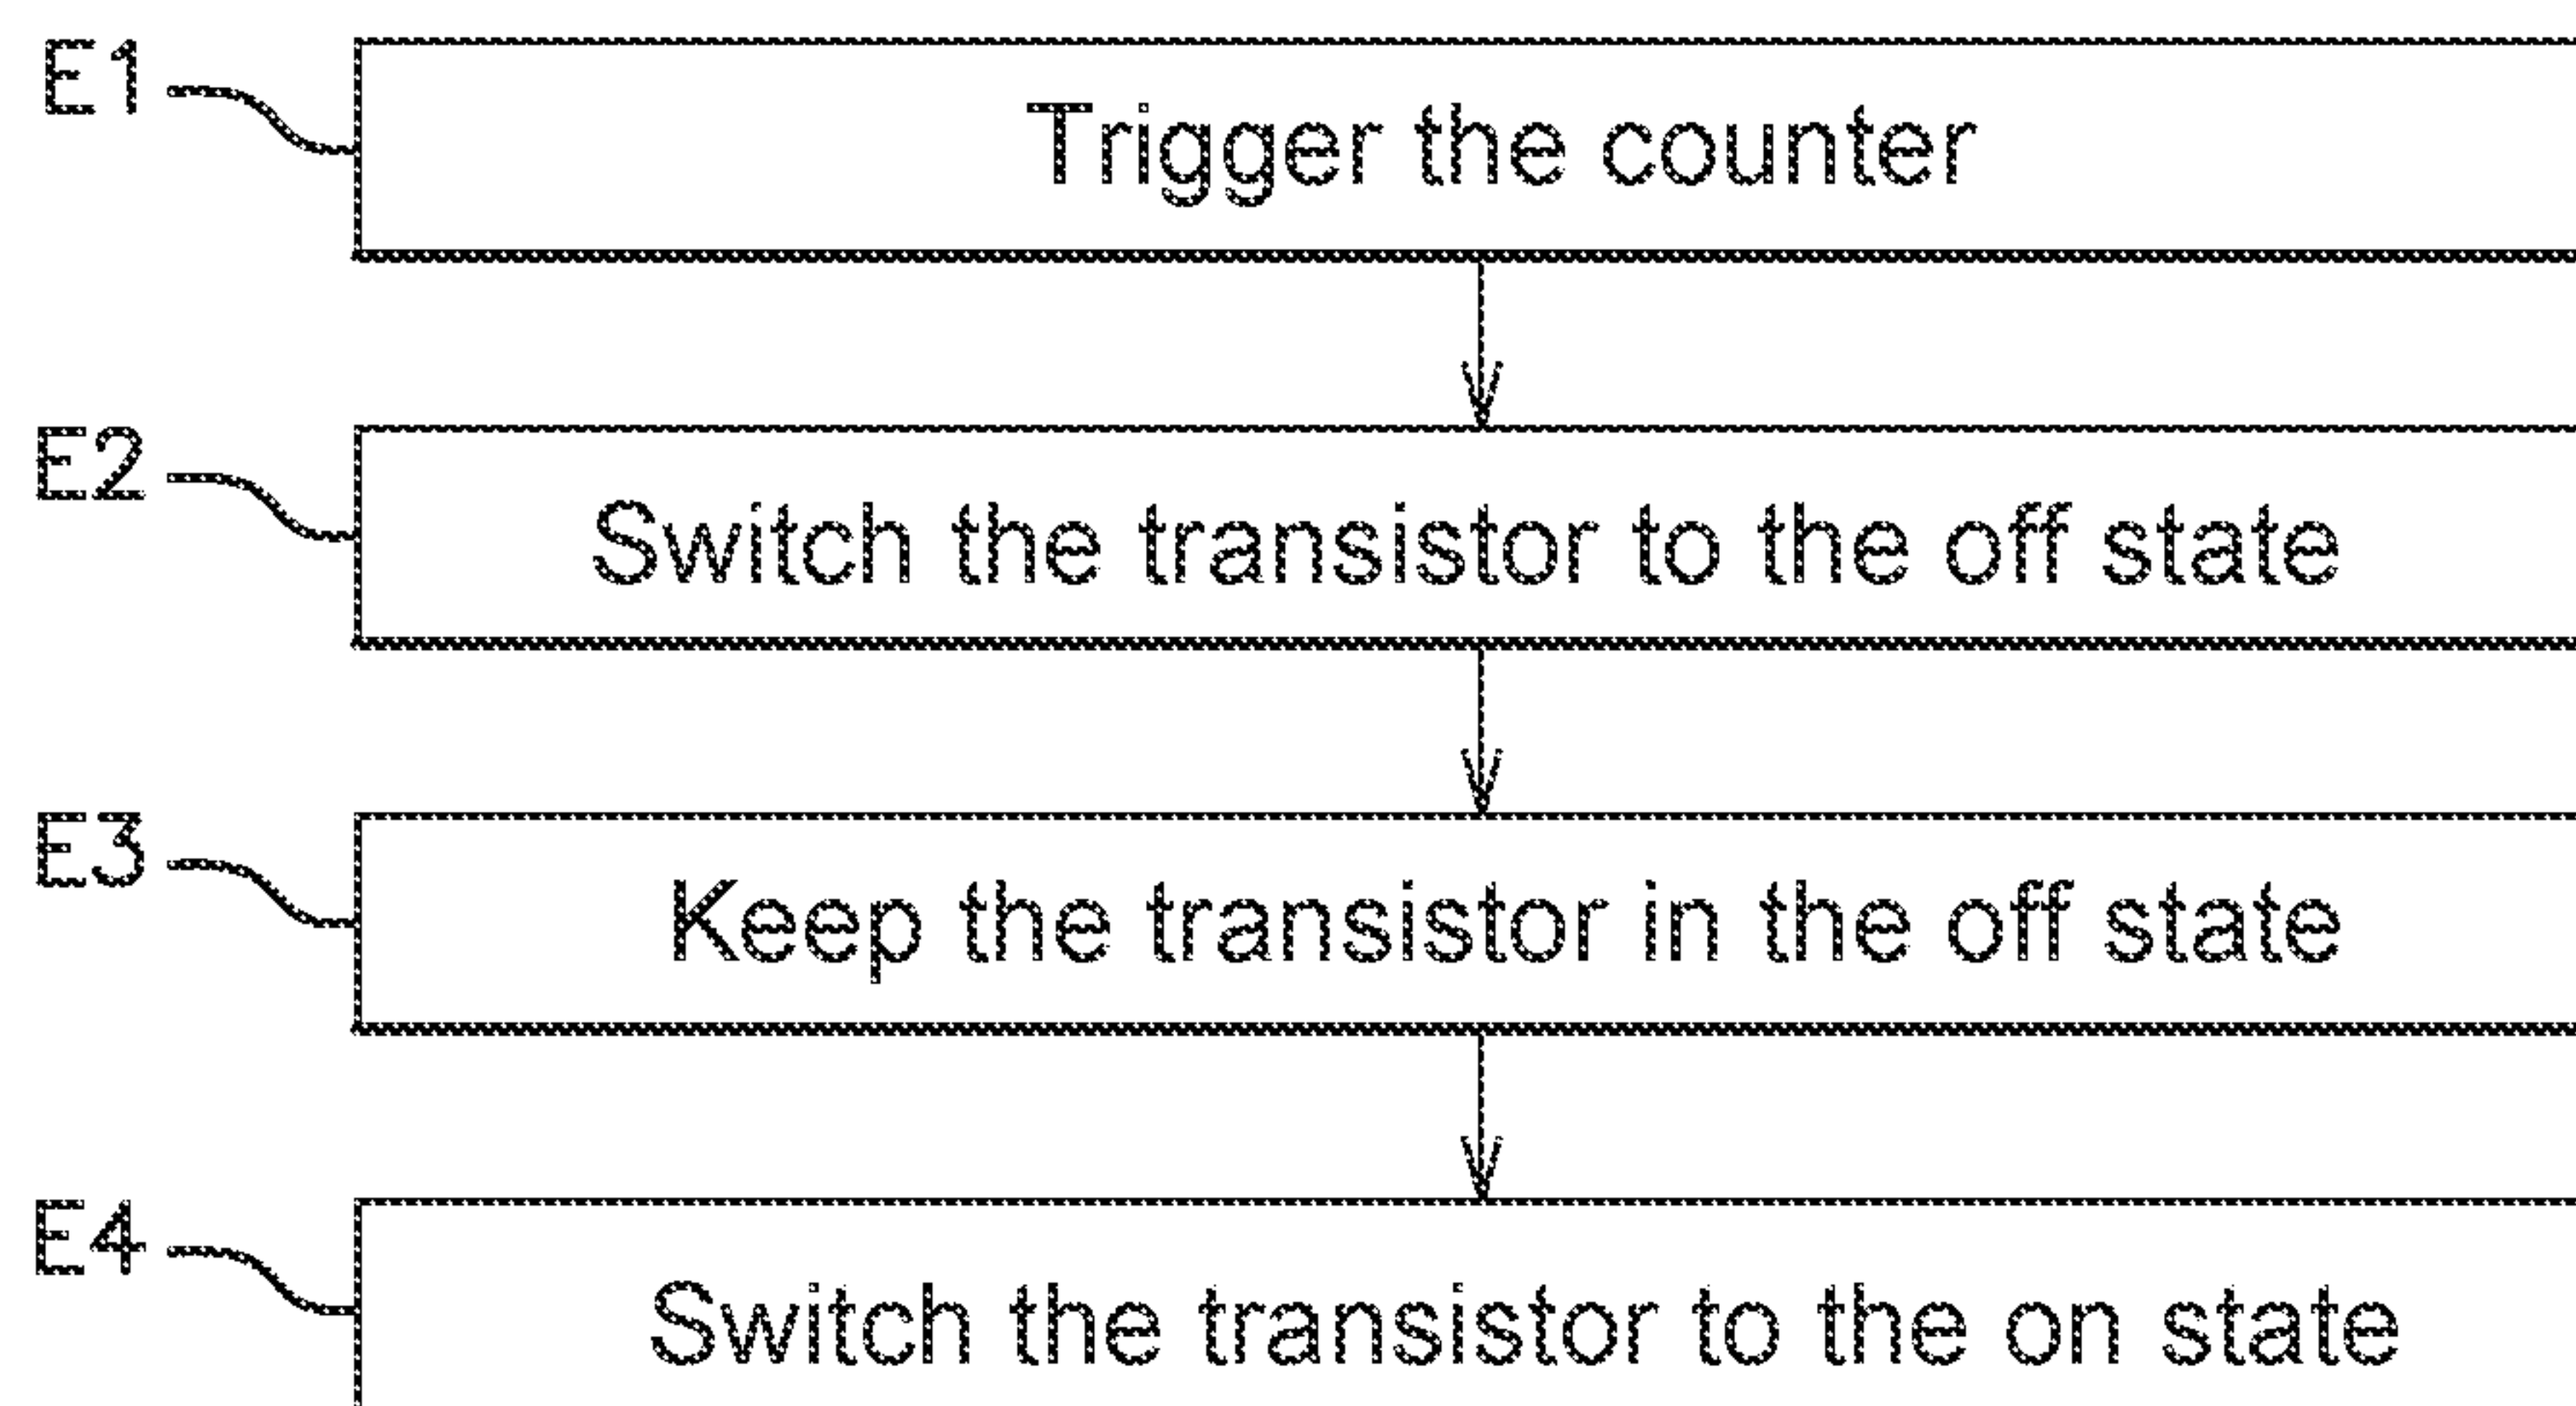 E1
Trigger the counter
E2
Switch the transistor to the off state
E3
Keep the transistor in the off state
E4
Switch the transistor to the on state